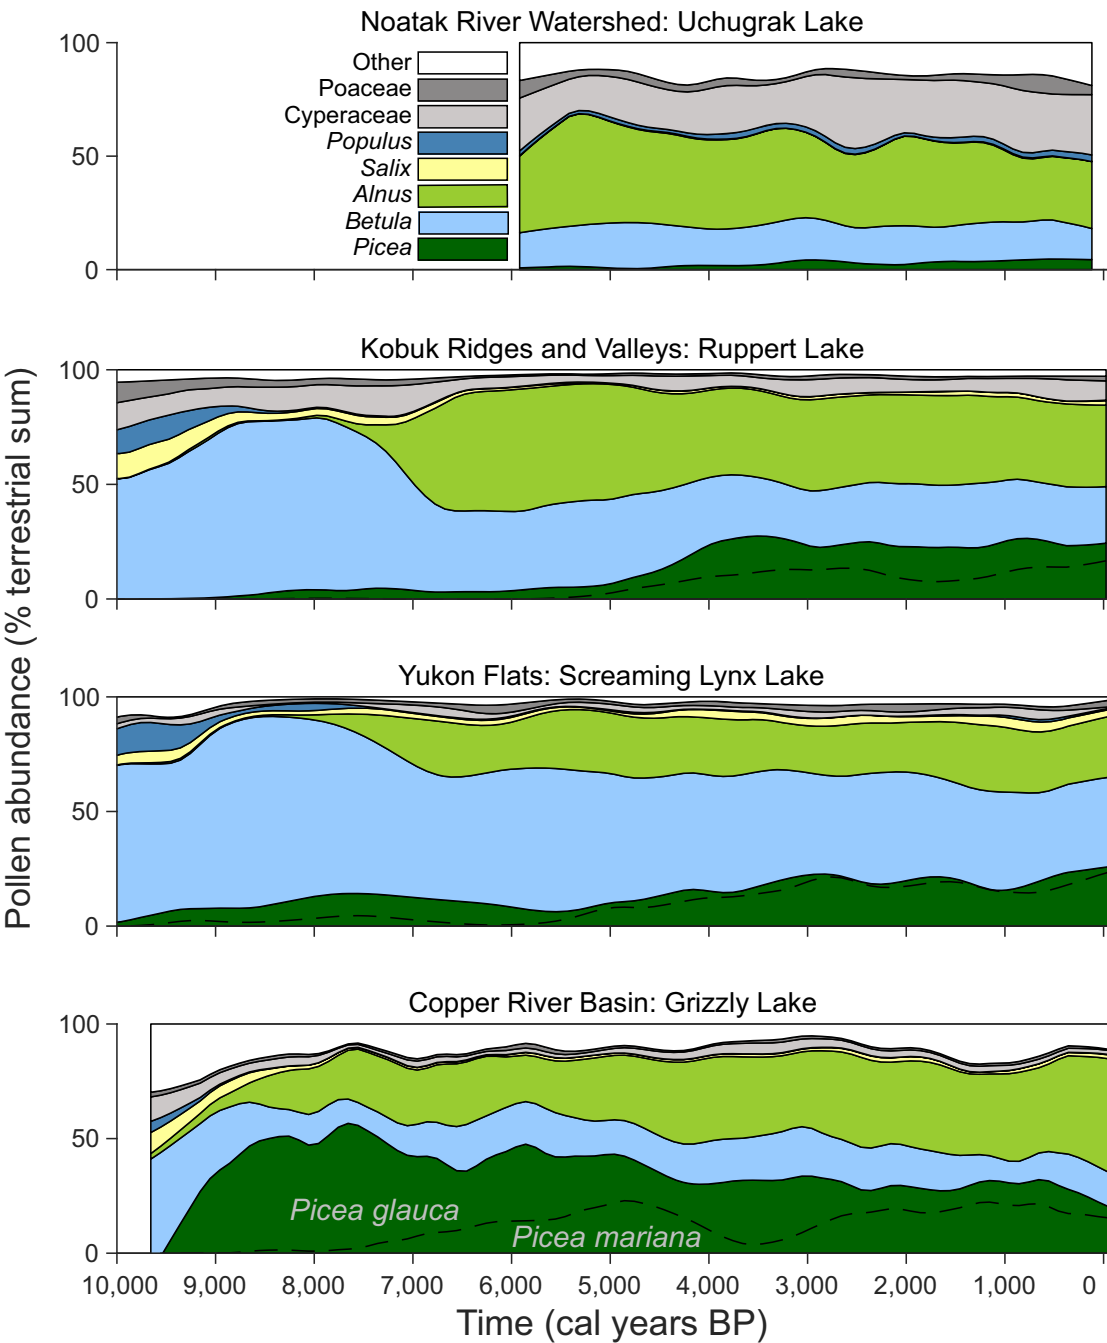 Noatak River Watershed: Uchugrak Lake
100
50
0
Other
Poaceae
Cyperaceae
Populus
Salix
Alnus
Betula
Picea
Kobuk Ridges and Valleys: Ruppert Lake
100
50
0
Pollen abundance (% terrestrial sum)
Yukon Flats: Screaming Lynx Lake
100
50
0
Copper River Basin: Grizzly Lake
100
50
0
Picea glauca
Picea mariana
10,000 9,000 8,000 7,000 6,000 5,000 4,000 3,000 2,000 1,000 0
Time (cal years BP)